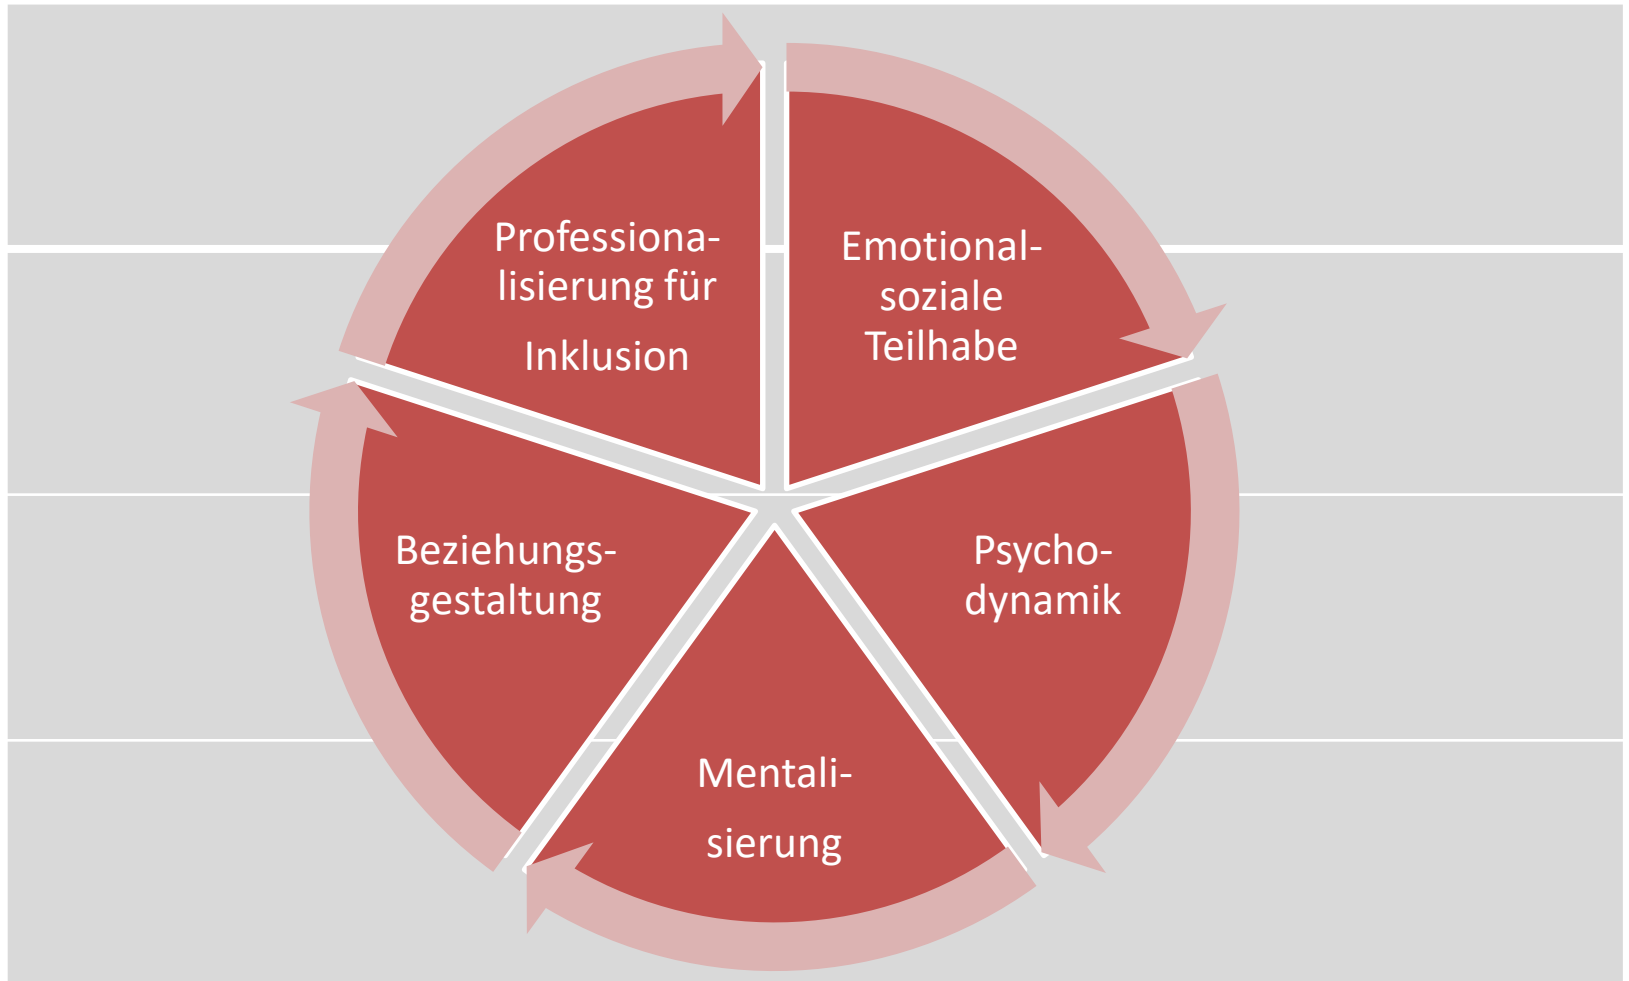 Professiona-
lisierung für
Inklusion
Emotional-
soziale
Teilhabe
Beziehungs-
gestaltung
Psycho-
dynamik
Mentali-
sierung